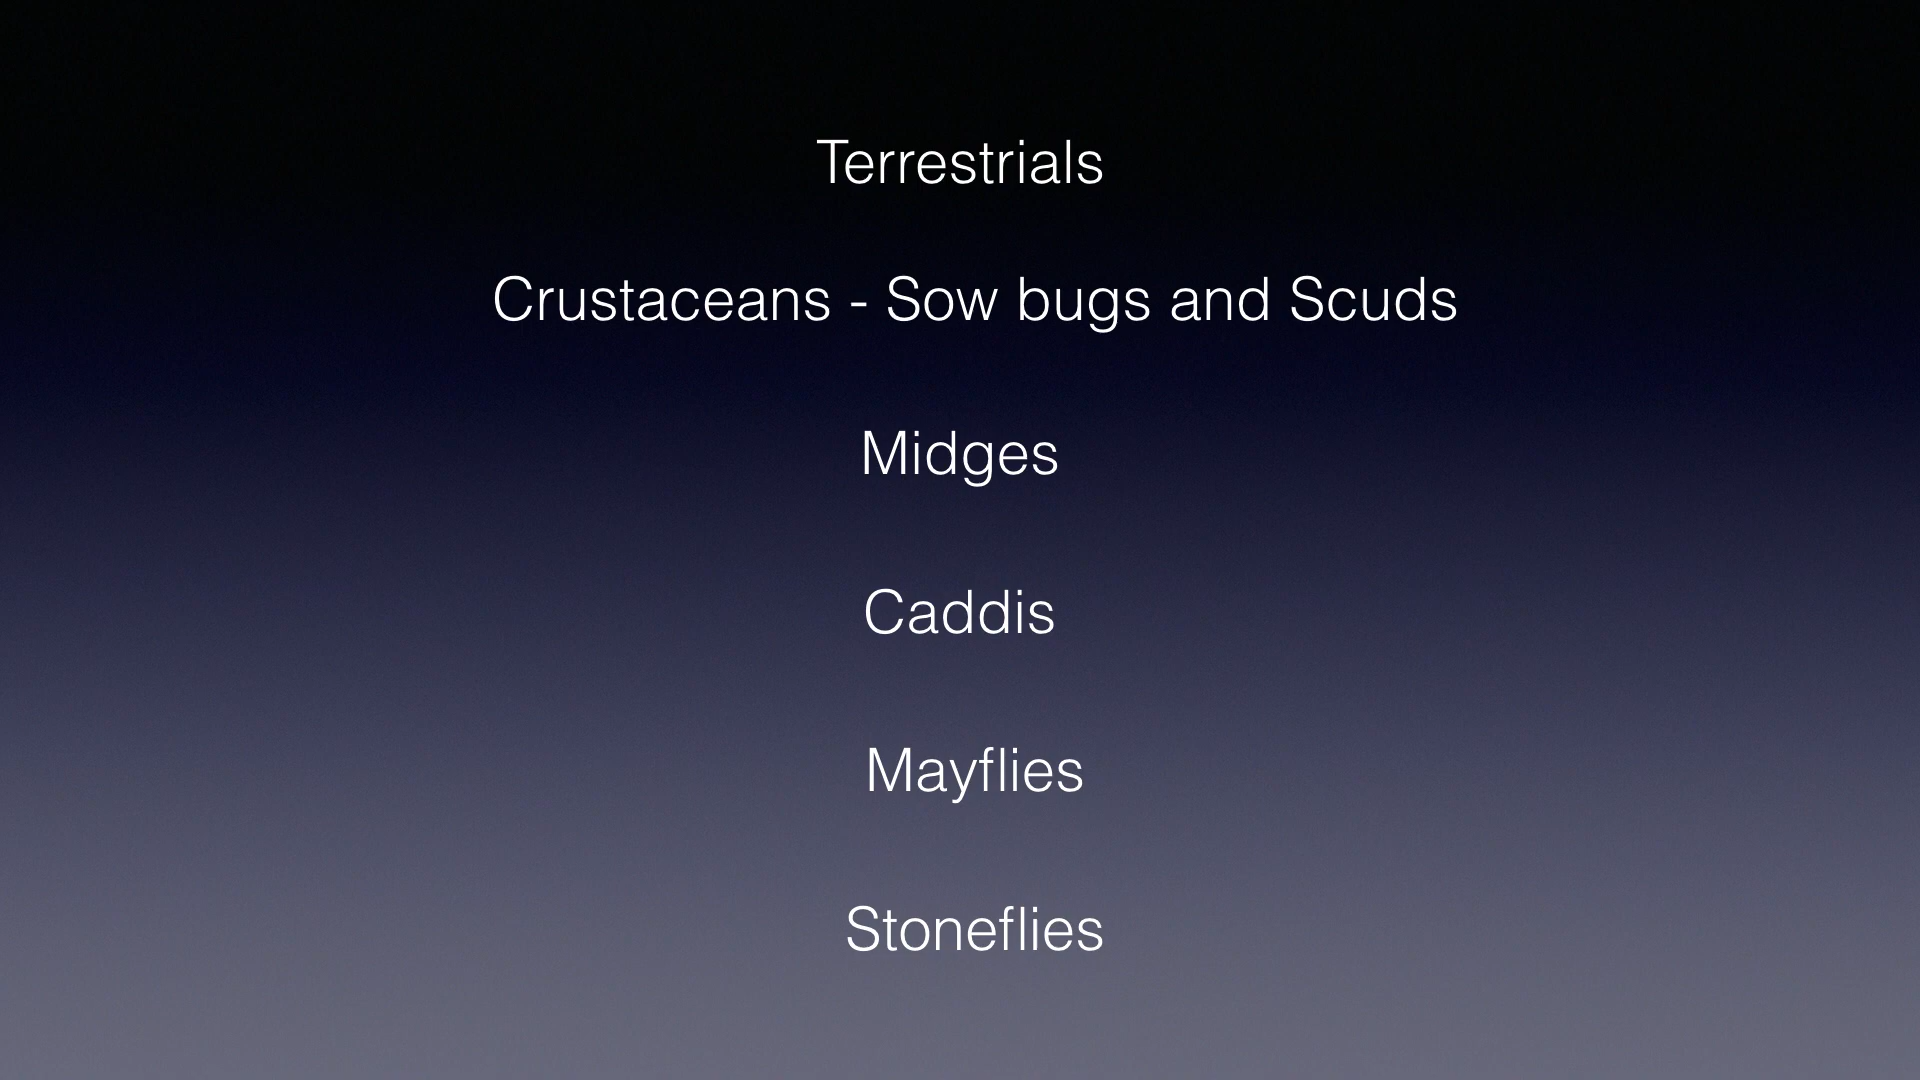 Terrestrials
Crustaceans - Sow bugs and Scuds
Midges
Caddis
Mayflies
Stoneflies